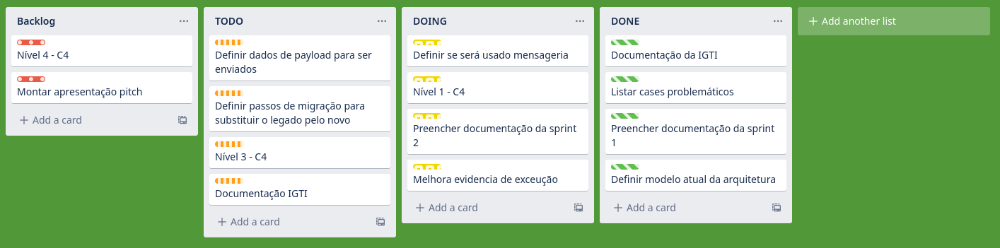 Backlog
Nível 4 - C4
Montar apresentação pitch
Add a card
TODO
Definir dados de payload para ser
enviados
Definir passos de migração para
substituir o legado pelo novo
Nível 3 - C4
Documentação IGTI
Add a card
DOING
Definir se será usado mensageria
Nível 1 - C4
Preencher documentação da sprint
2
Melhora evidencia de exceução
Add a card
DONE
Documentação da IGTI
Listar cases problemáticos
Preencher documentação da sprint
1
Definir modelo atual da arquitetura
Add a card
Add another list